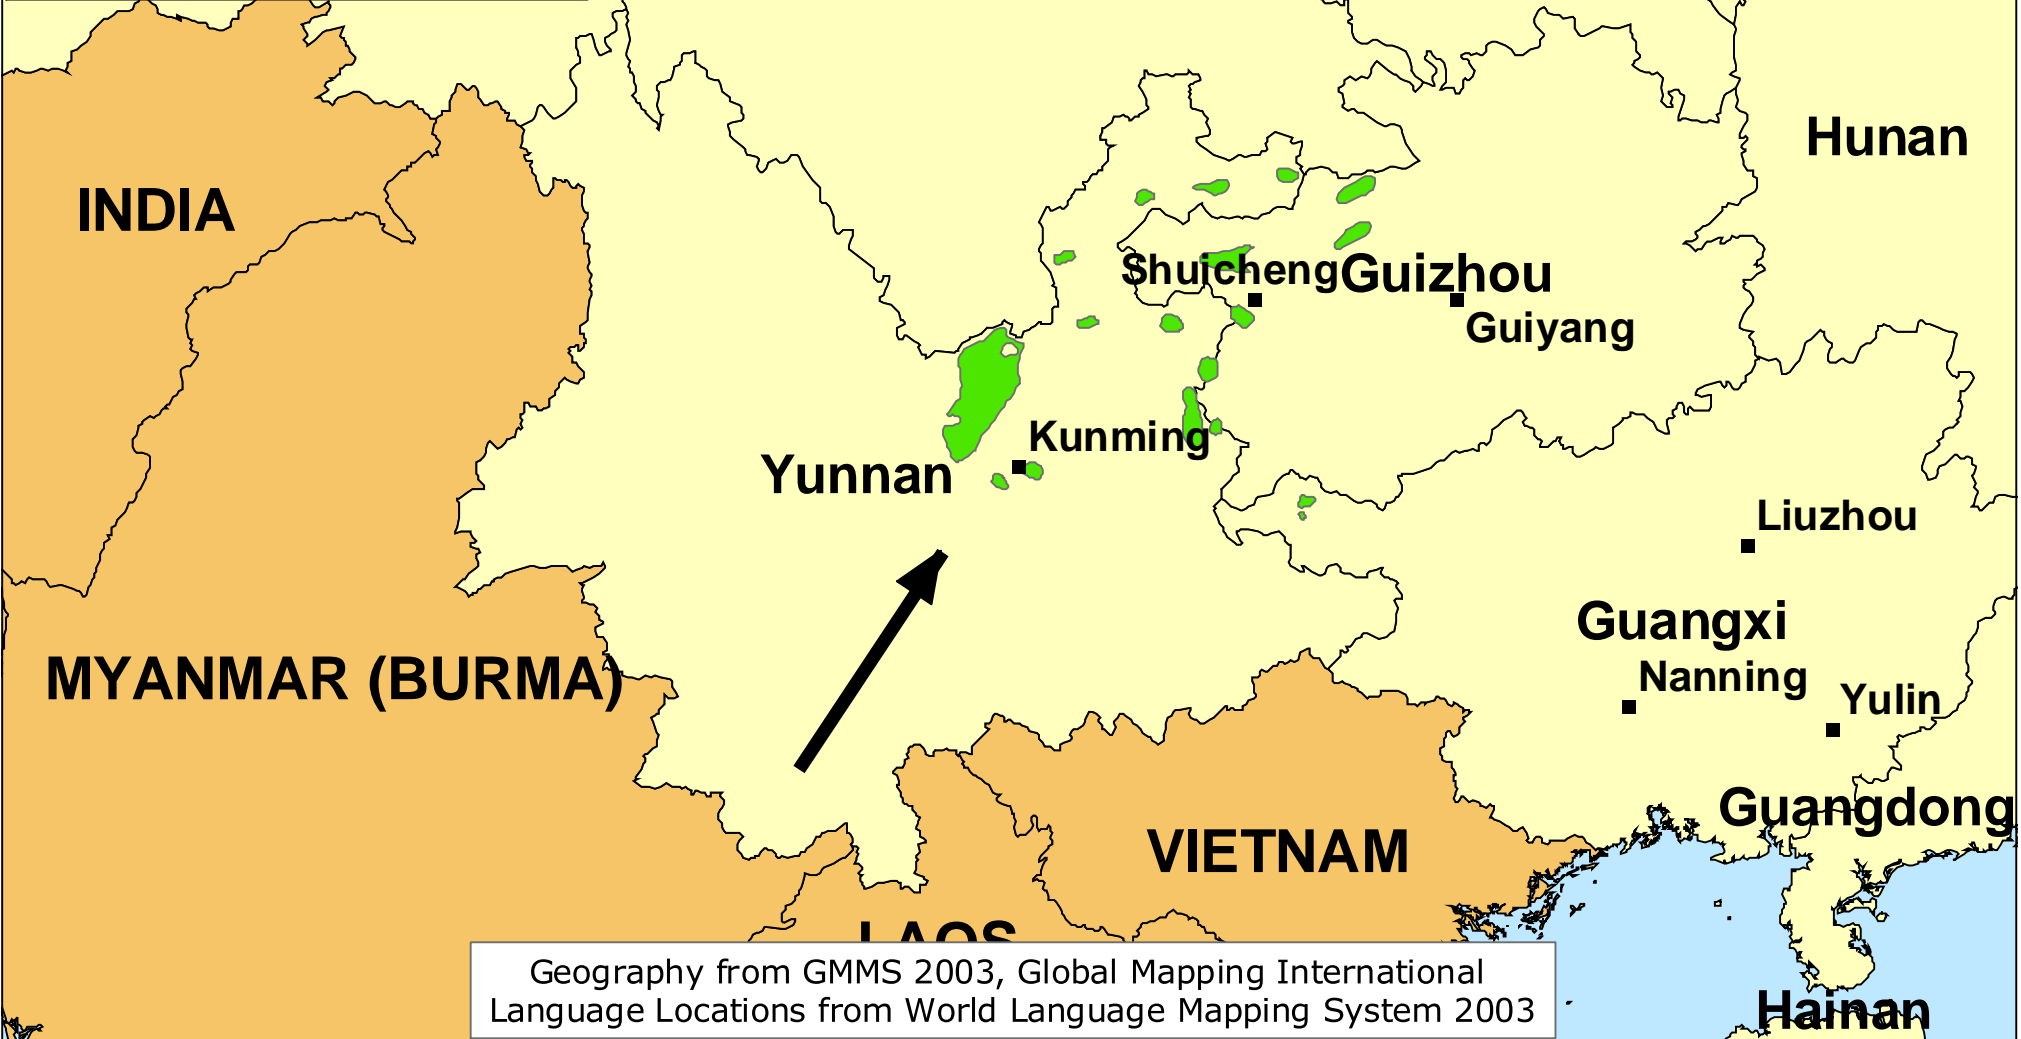 Hunan
INDIA
Shuicheng
Guizhou
Guiyang
Kunming
Yunnan
Liuzhou
Guangxi
Nanning
MYANMAR (BURMA)
Yulin
Guangdong
VIETNAM
LAOS
Geography from GMMS 2003, Global Mapping International
Language Locations from World Language Mapping System 2003
Hainan